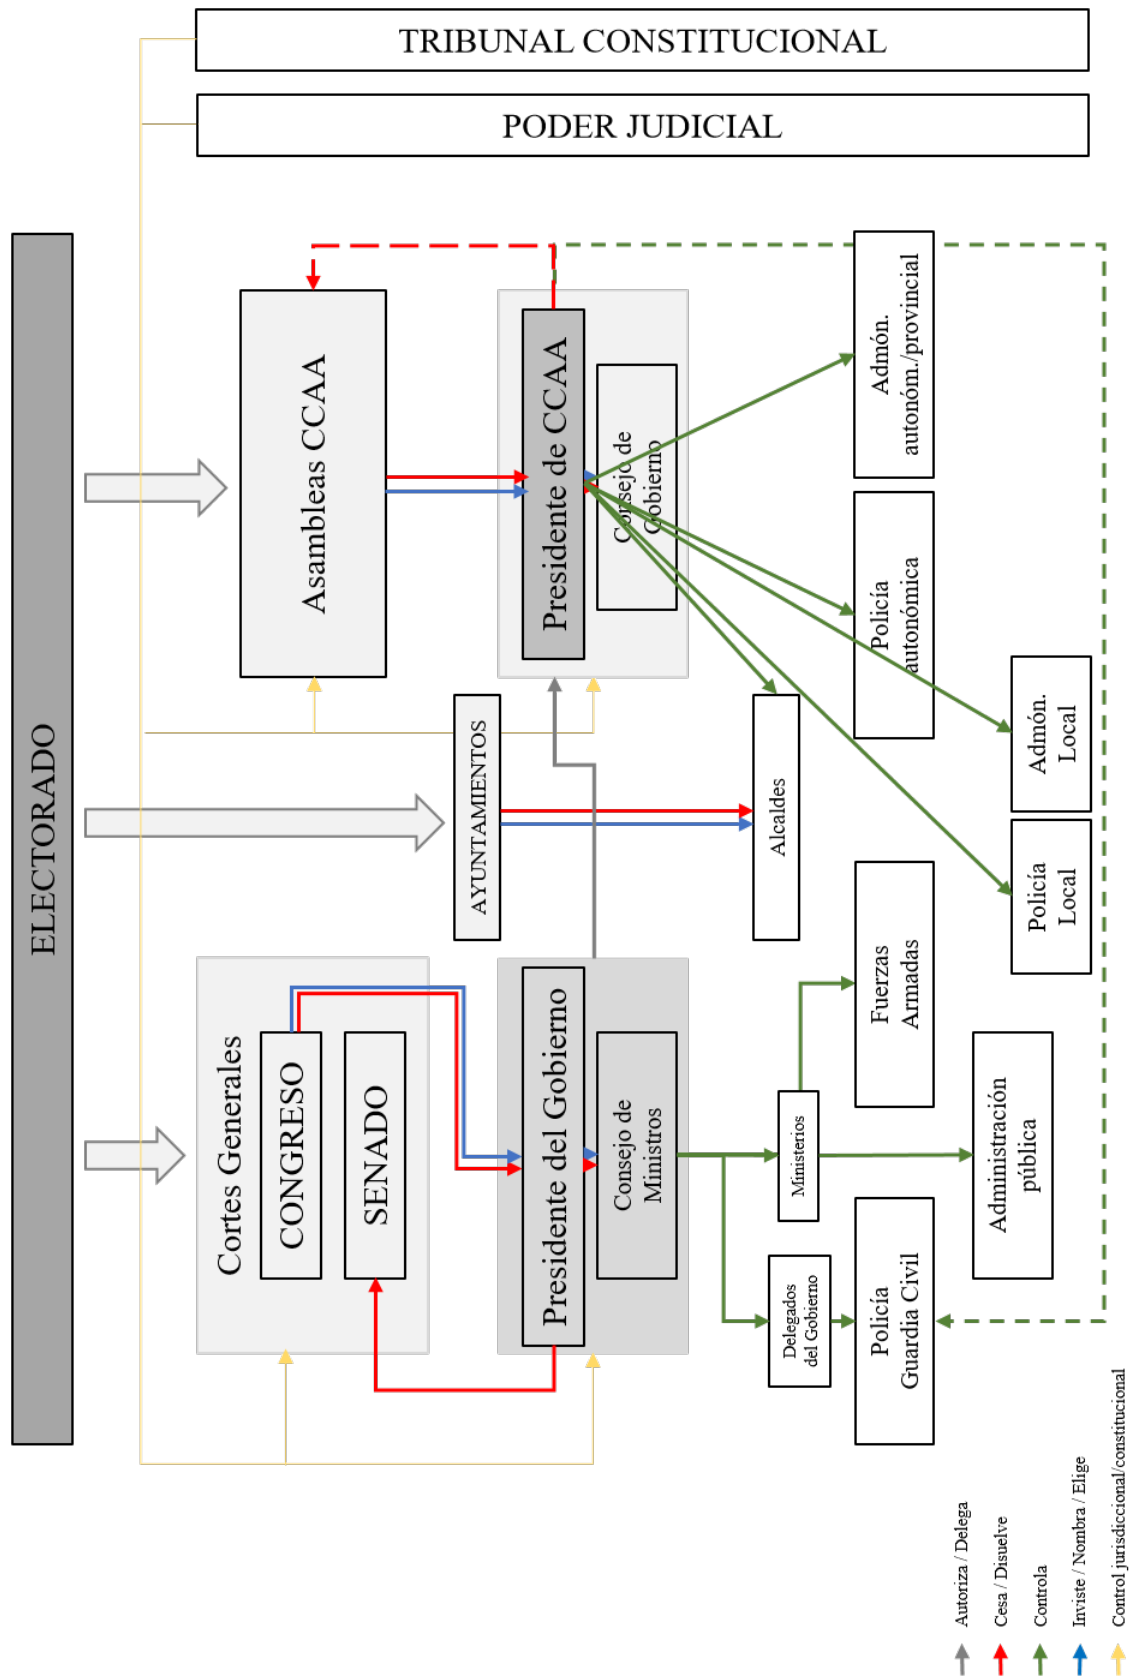 TRIBUNAL CONSTITUCIONAL
PODER JUDICIAL
ELECTORADO
Cortes Generales
CONGRESO
SENADO
AYUNTAMIENTOS
Asambleas CCAA
Presidente del Gobierno
Consejo de
Ministros
Presidente de CCAA
Consejo de
Gobierno
Delegados
del Gobierno
Ministerios
Alcaldes
Policía
Guardia Civil
Fuerzas
Armadas
Policía
autonómica
Admón.
autonóm./provincial
Administración
pública
Policía
Local
Admón.
Local
Autoriza / Delega
Cesa / Disuelve
Controla
Inviste / Nombra / Elige
Control jurisdiccional/constitucional